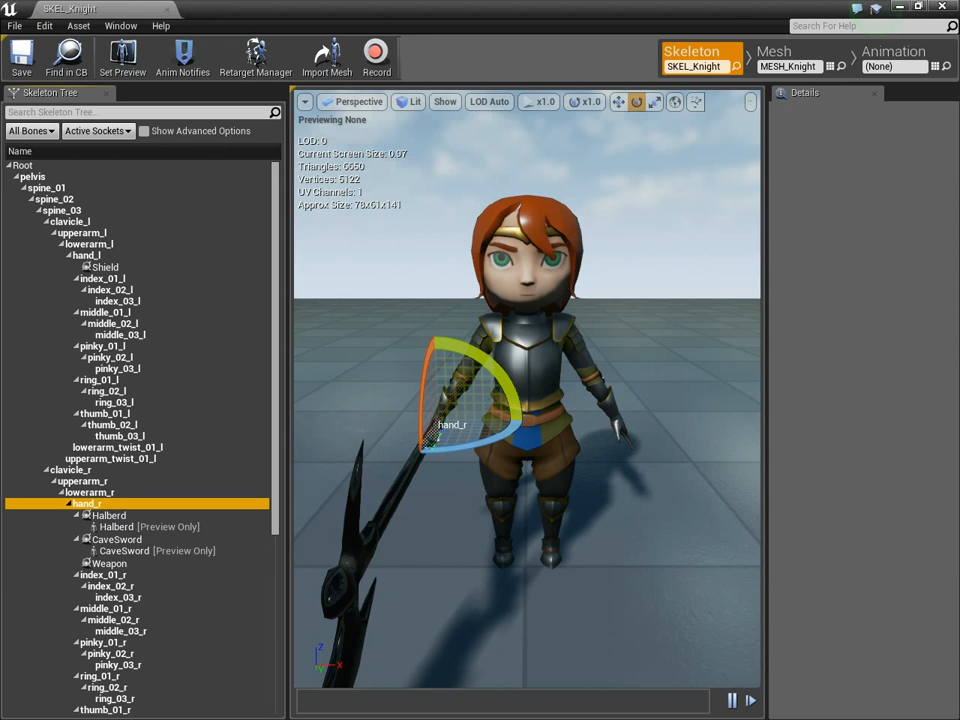 SKEL_Knight
File Edit Asset Window Help
Search For Help
Save
Find in CB
Set Preview
Anim Notifies
Retarget Manager
Import Mesh
Record
Skeleton
SKEL_Knight
Mesh
MESH_Knight
Animation
(None)
Skeleton Tree
Search Skeleton Tree...
All Bones
Active Sockets
Show Advanced Options
Name
Root
pelvis
spine_01
spine_02
spine_03
clavicle_l
upperarm_l
lowerarm_l
hand_l
Shield
index_01_l
index_02_l
index_03_l
middle_01_l
middle_02_l
middle_03_l
pinky_01_l
pinky_02_l
pinky_03_l
ring_01_l
ring_02_l
ring_03_l
thumb_01_l
thumb_02_l
thumb_03_l
lowerarm_twist_01_l
upperarm_twist_01_l
clavicle_r
upperarm_r
lowerarm_r
hand_r
Halberd
Halberd [Preview Only]
CaveSword
CaveSword [Preview Only]
Weapon
index_01_r
index_02_r
index_03_r
middle_01_r
middle_02_r
middle_03_r
pinky_01_r
pinky_02_r
pinky_03_r
ring_01_r
ring_02_r
ring_03_r
thumb_01_r
Perspective
Lit
Show
LOD Auto
x1.0
x1.0
Previewing None
LOD: 0
Current Screen Size: 0.97
Triangles: 6650
Vertices: 5122
UV Channels: 1
Approx Size: 78x61x141
hand_r
Z
X
Y
Details